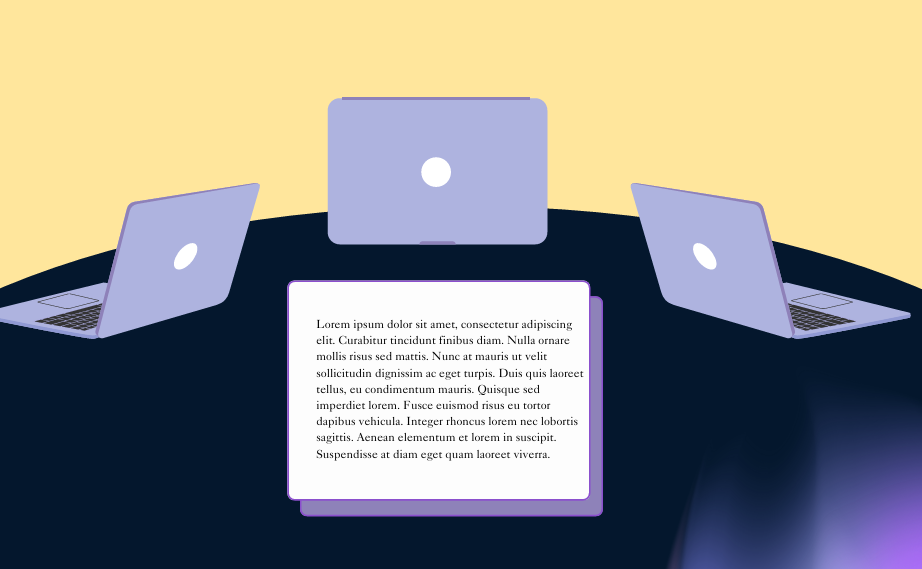 Lorem ipsum dolor sit amet, consectetur adipiscing
elit. Curabitur tincidunt finibus diam. Nulla ornare
mollis risus sed mattis. Nunc at mauris ut velit
sollicitudin dignissim ac eget turpis. Duis quis laoreet
tellus, eu condimentum mauris. Quisque sed
imperdiet lorem. Fusce euismod risus eu tortor
dapibus vehicula. Integer rhoncus lorem nec lobortis
sagittis. Aenean elementum et lorem in suscipit.
Suspendisse at diam eget quam laoreet viverra.